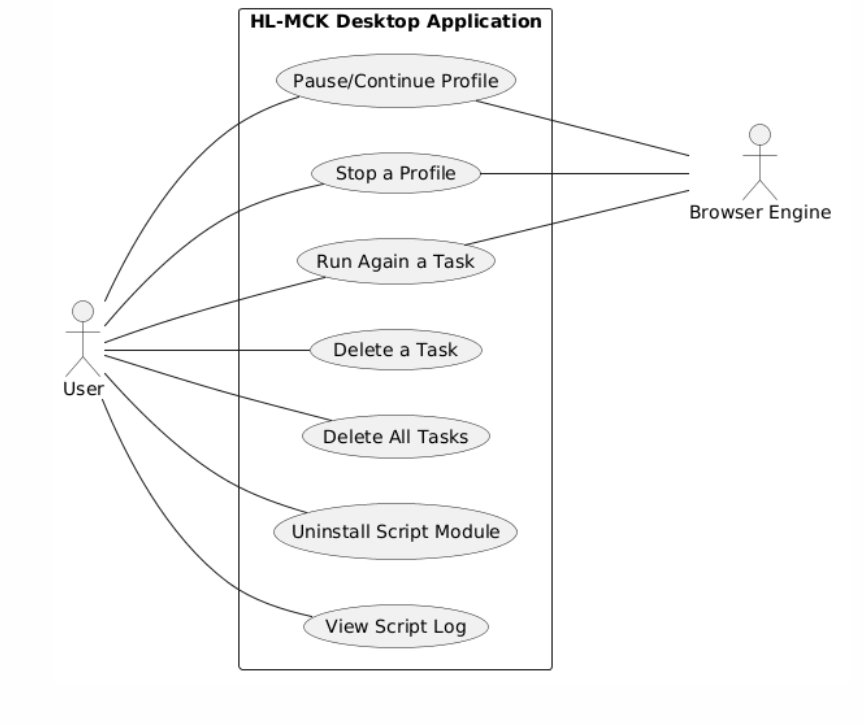 HL-MCK Desktop Application
Pause/Continue Profile
Stop a Profile
Browser Engine
Run Again a Task
Delete a Task
User
Delete All Tasks
Uninstall Script Module
View Script Log